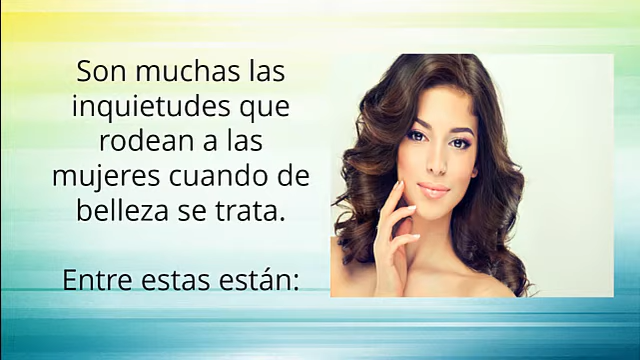 Son muchas las
inquietudes que
rodean a las
mujeres cuando de
belleza se trata.
Entre estas están: